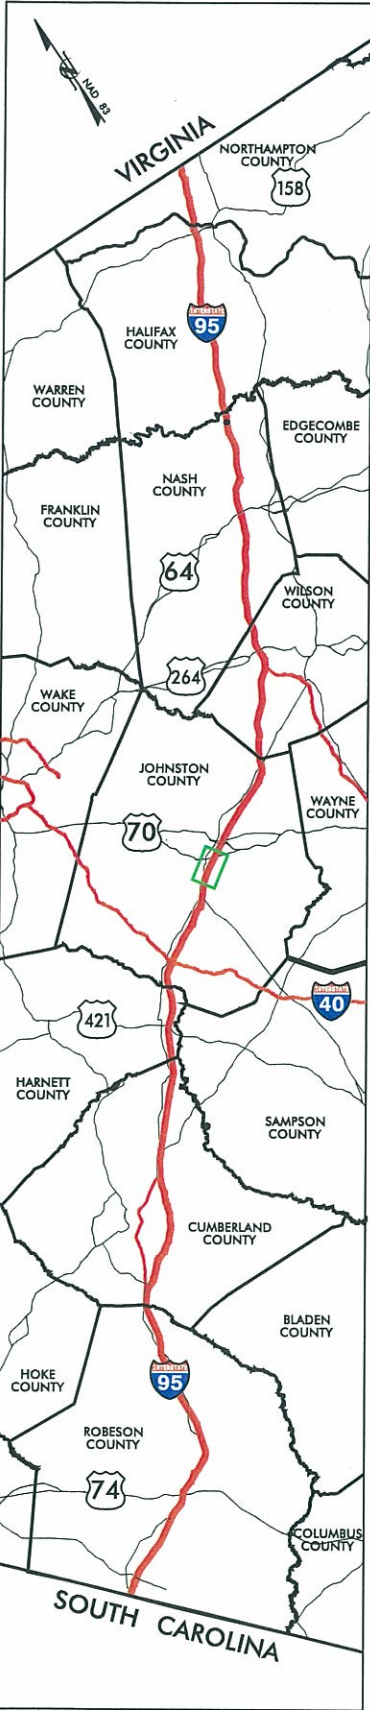 NAD 83
VIRGINIA
NORTHAMPTON
COUNTY
158
INTERSTATE
95
HALIFAX
COUNTY
WARREN
COUNTY
EDGECOMBE
COUNTY
NASH
COUNTY
FRANKLIN
COUNTY
64
WILSON
COUNTY
264
WAKE
COUNTY
JOHNSTON
COUNTY
WAYNE
COUNTY
70
INTERSTATE
40
421
HARNETT
COUNTY
SAMPSON
COUNTY
CUMBERLAND
COUNTY
BLADEN
COUNTY
HOKE
COUNTY
INTERSTATE
95
ROBESON
COUNTY
74
COLUMBUS
COUNTY
SOUTH CAROLINA